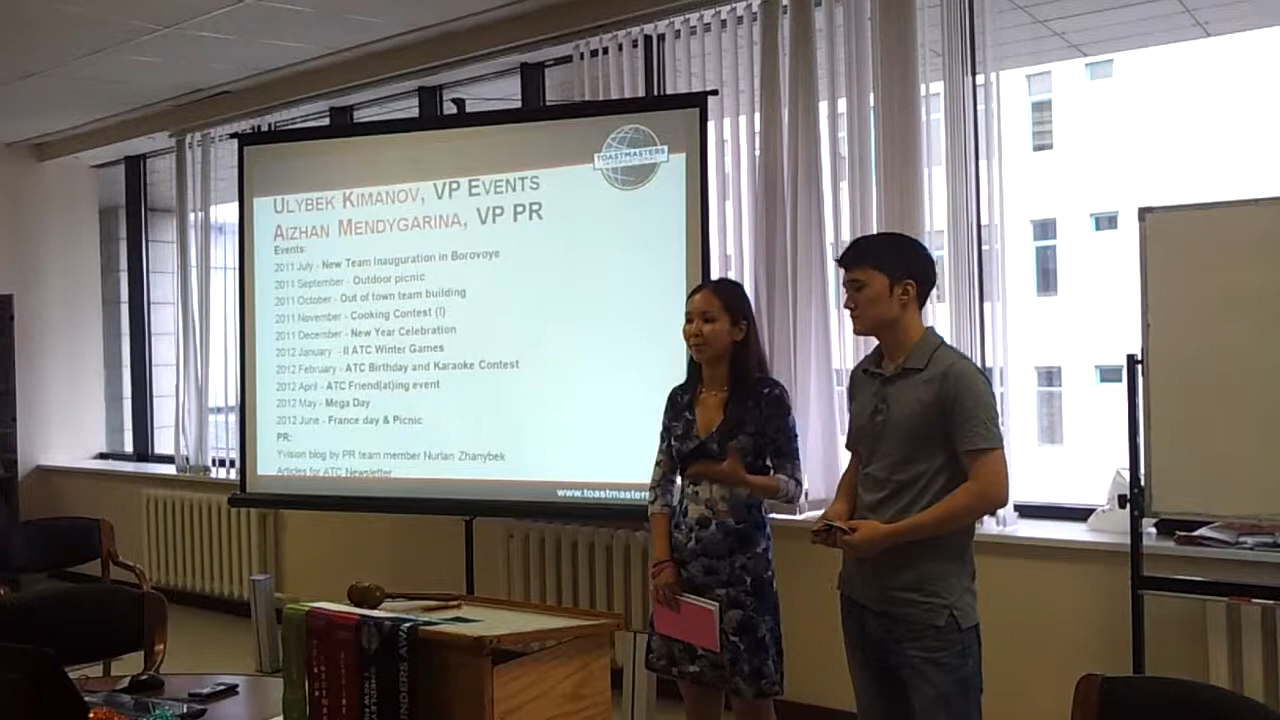 TOASTMASTERS
INTERNATIONAL
ULYBEK KIMANOV, VP EVENTS
AIZHAN MENDYGARINA, VP PR
Events:
2011 July - New Team Inauguration in Borovoye
2011 September - Outdoor picnic
2011 October - Out of town team building
2011 November - Cooking Contest (I)
2011 December - New Year Celebration
2012 January - II ATC Winter Games
2012 February - ATC Birthday and Karaoke Contest
2012 April - ATC Friend(at)ing event
2012 May - Mega Day
2012 June - France day & Picnic
PR:
Yvision blog by PR team member Nurlan Zhanybek
Articles for ATC Newsletter
www.toastmasters